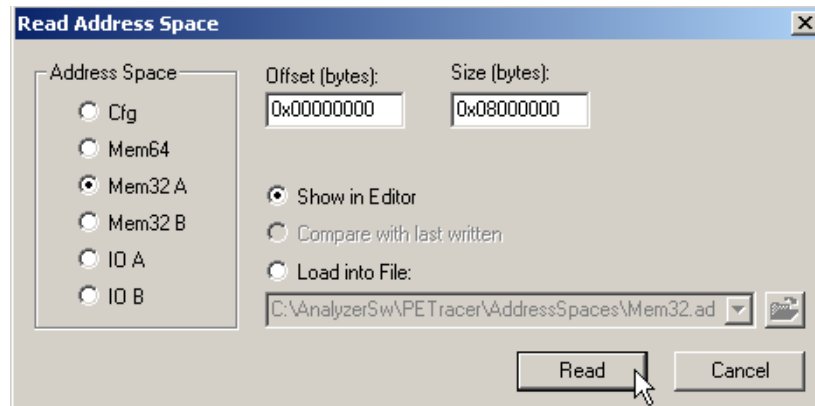 Read Address Space
Address Space
Cfg
Mem64
Mem32 A
Mem32 B
IO A
IO B
Offset (bytes):
Size (bytes):
0x00000000
0x08000000
Show in Editor
Compare with last written
Load into File:
C:\AnalyzerSw\PETracer\AddressSpaces\Mem32.ad
Read
Cancel